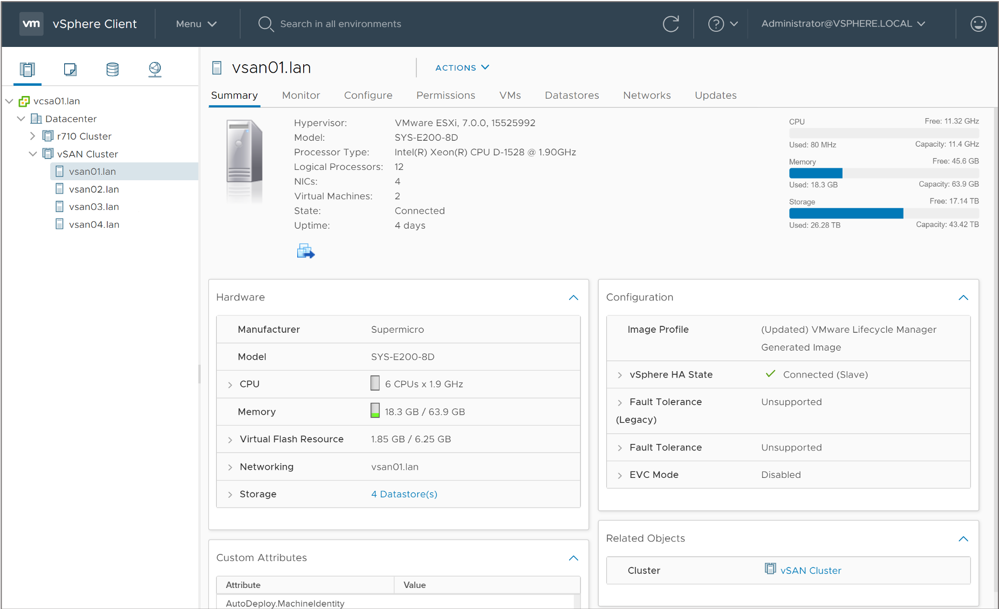 vm vSphere Client Menu Search in all environments ? Administrator@VSPHERE.LOCAL
vcsa01.lan
Datacenter
r710 Cluster
vSAN Cluster
vsan01.lan
vsan02.lan
vsan03.lan
vsan04.lan
vsan01.lan ACTIONS
Summary Monitor Configure Permissions VMs Datastores Networks Updates
Hypervisor: VMware ESXi, 7.0.0, 15525992
Model: SYS-E200-8D
Processor Type: Intel(R) Xeon(R) CPU D-1528 @ 1.90GHz
Logical Processors: 12
NICs: 4
Virtual Machines: 2
State: Connected
Uptime: 4 days
CPU Free: 11.32 GHz
Used: 80 MHz Capacity: 11.4 GHz
Memory Free: 45.6 GB
Used: 18.3 GB Capacity: 63.9 GB
Storage Free: 17.14 TB
Used: 26.28 TB Capacity: 43.42 TB
Hardware
Manufacturer Supermicro
Model SYS-E200-8D
CPU 6 CPUs x 1.9 GHz
Memory 18.3 GB / 63.9 GB
Virtual Flash Resource 1.85 GB / 6.25 GB
Networking vsan01.lan
Storage 4 Datastore(s)
Custom Attributes
Attribute Value
AutoDeploy.MachineIdentity
Configuration
Image Profile (Updated) VMware Lifecycle Manager
Generated Image
vSphere HA State Connected (Slave)
Fault Tolerance Unsupported
(Legacy)
Fault Tolerance Unsupported
EVC Mode Disabled
Related Objects
Cluster vSAN Cluster